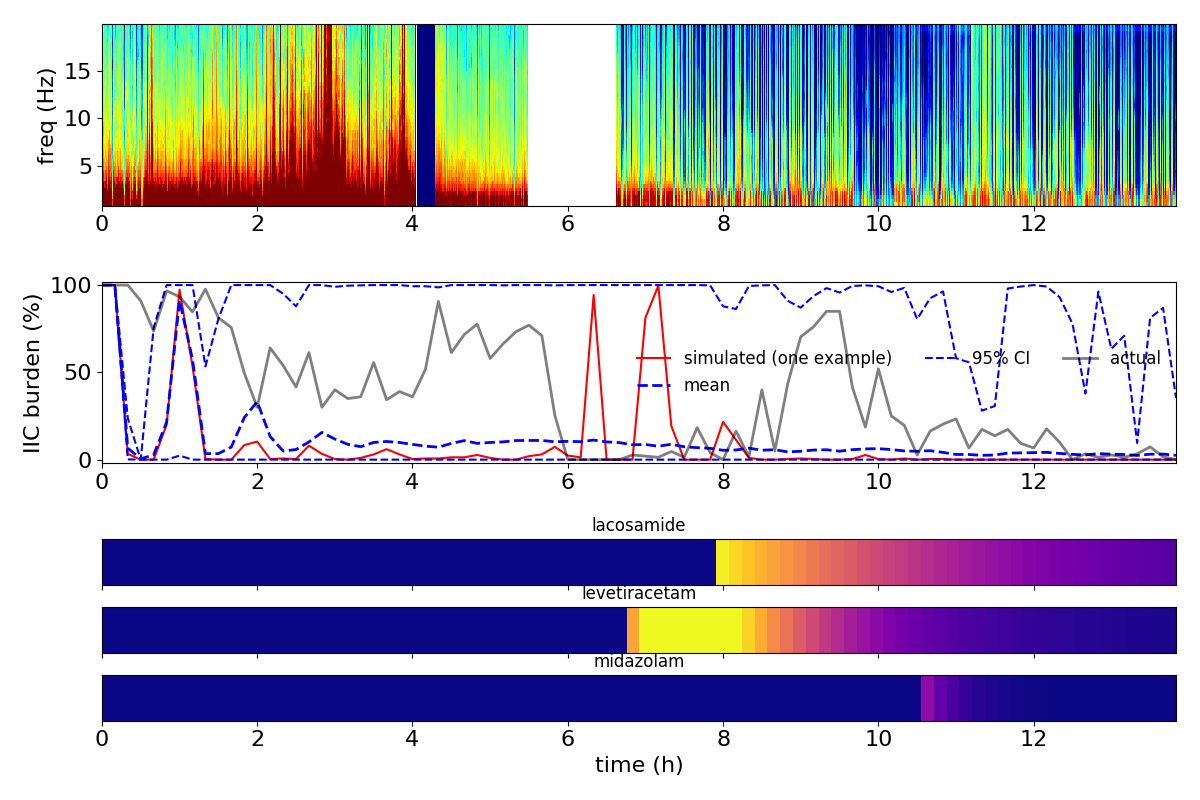 freq (Hz)
15
10
5
0 2 4 6 8 10 12
IIC burden (%)
100
50
0
simulated (one example) 95% CI actual
mean
0 2 4 6 8 10 12
lacosamide
levetiracetam
midazolam
0 2 4 6 8 10 12
time (h)